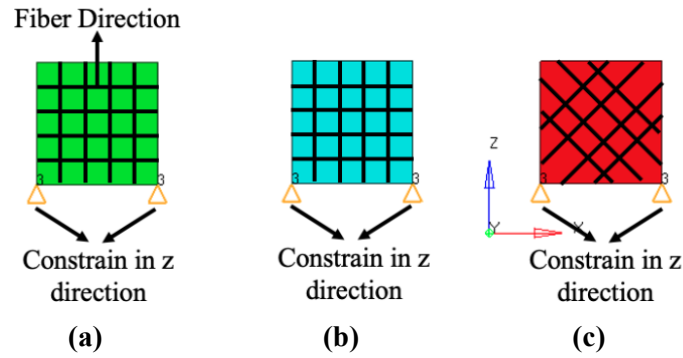 Fiber Direction
3 3
3 3
3 3
Z
Y X
Constrain in z
direction
Constrain in z
direction
Constrain in z
direction
(a)
(b)
(c)